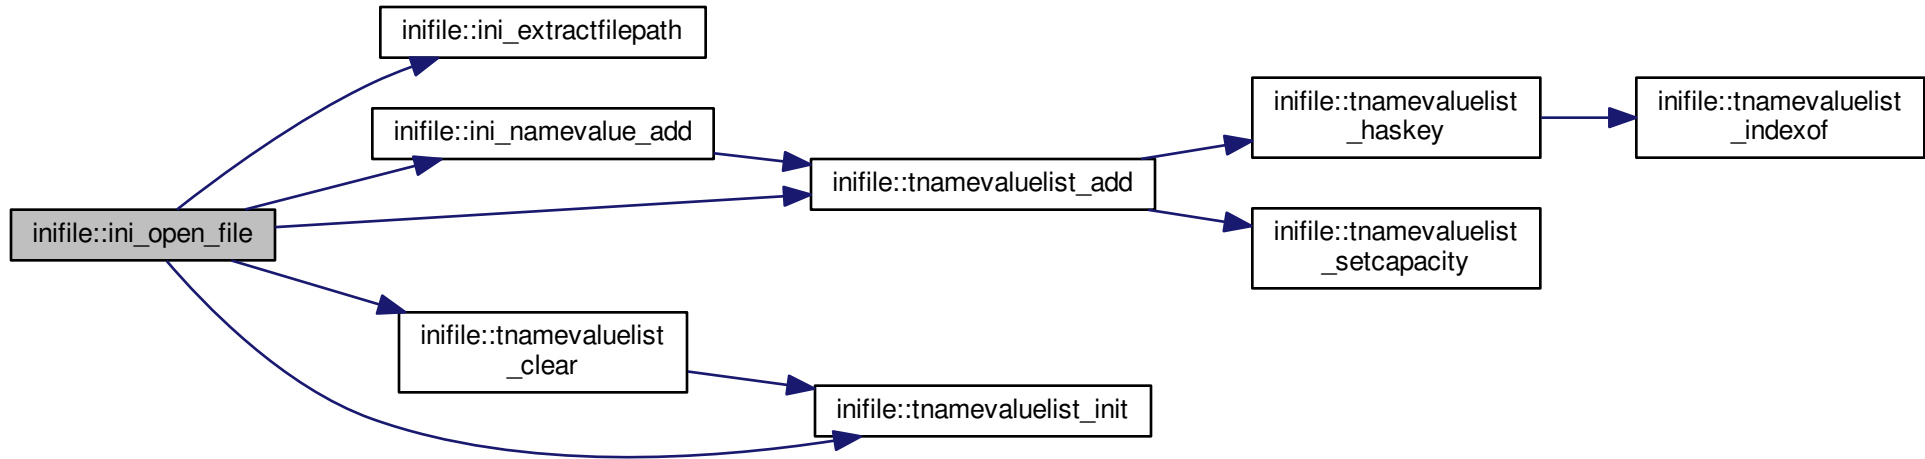 inifile::ini_open_file
inifile::ini_extractfilepath
inifile::ini_namevalue_add
inifile::tnamevaluelist_add
inifile::tnamevaluelist
_haskey
inifile::tnamevaluelist
_indexof
inifile::tnamevaluelist
_setcapacity
inifile::tnamevaluelist
_clear
inifile::tnamevaluelist_init